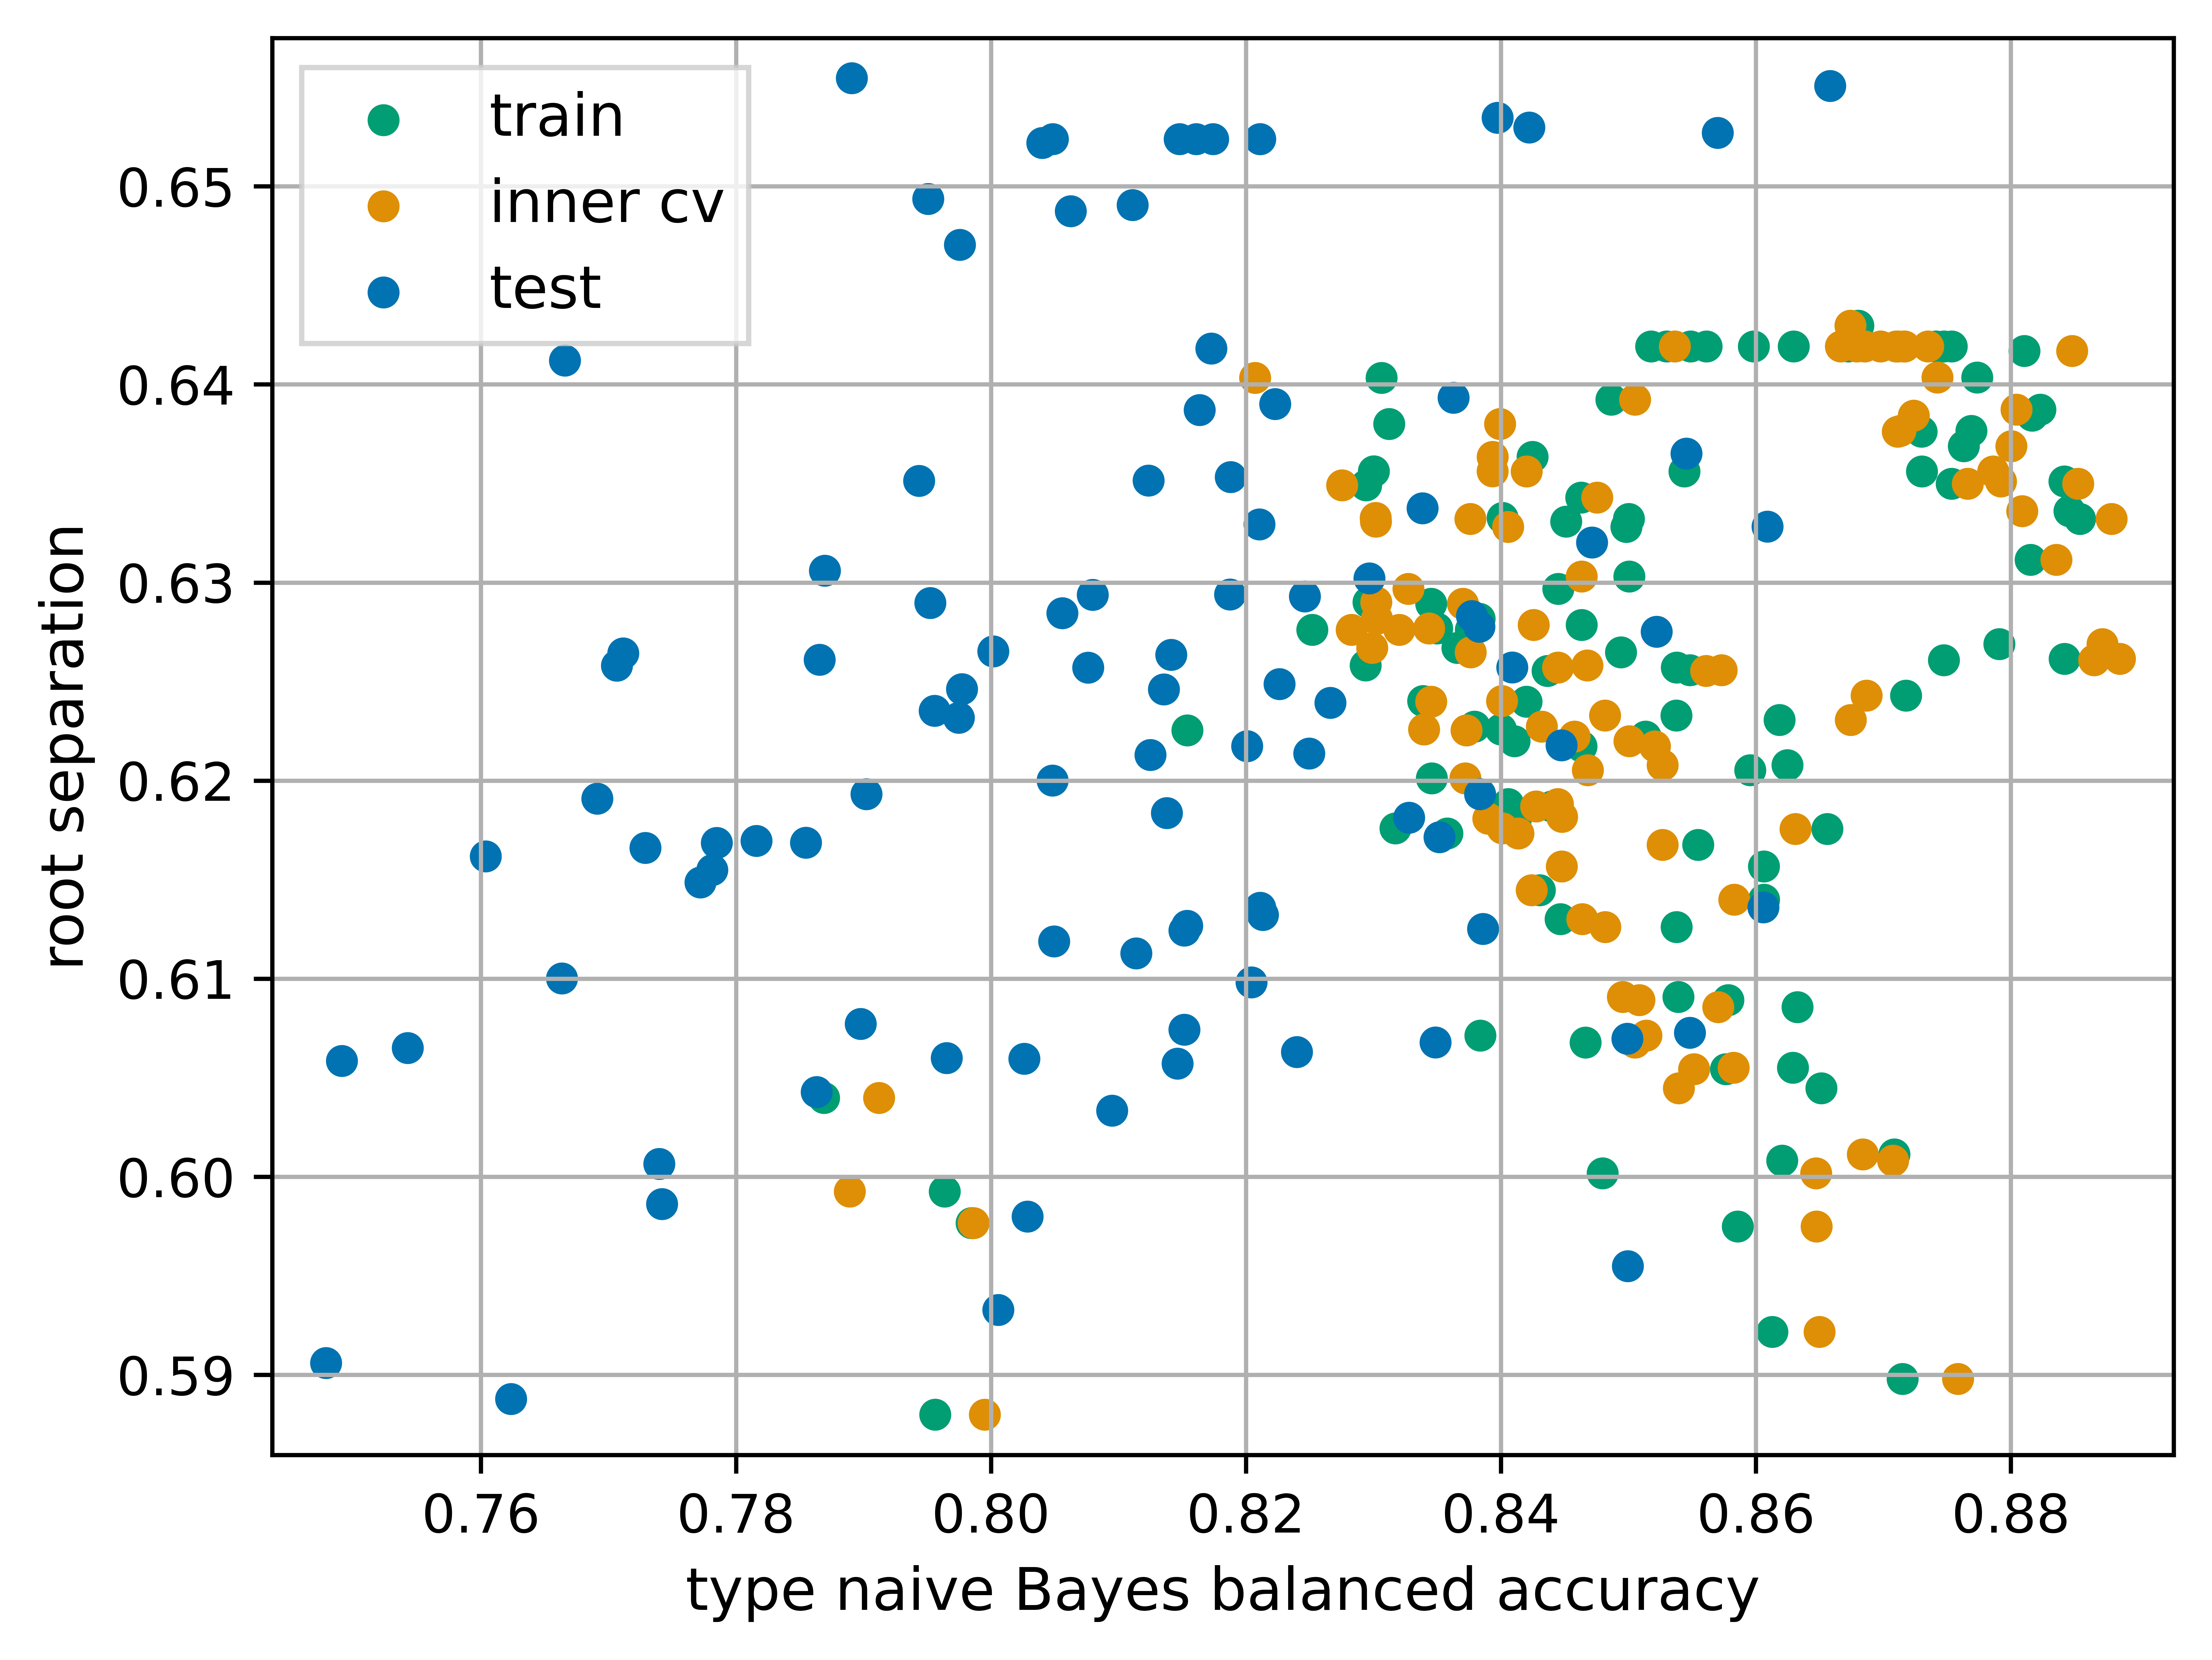 train
inner cv
test
0.65
0.64
0.63
0.62
0.61
0.60
0.59
root separation
0.76 0.78 0.80 0.82 0.84 0.86 0.88
type naive Bayes balanced accuracy